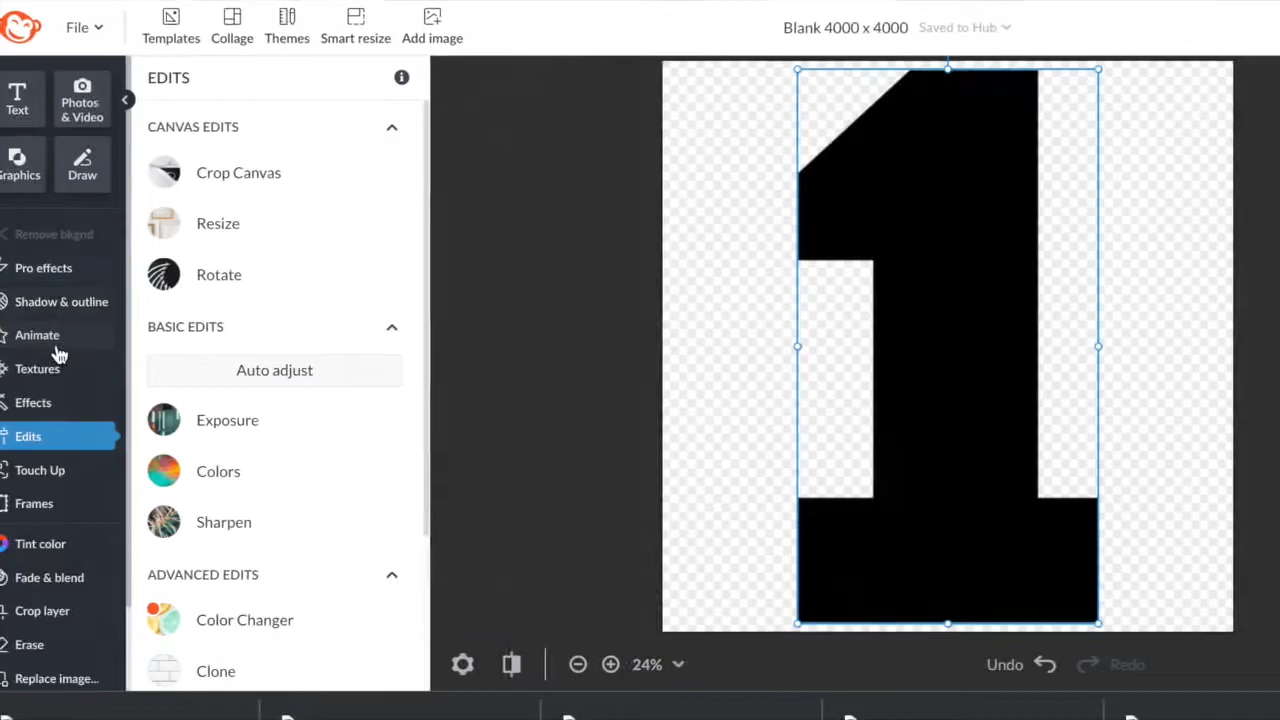 File
Templates
Collage
Themes
Smart resize
Add image
Blank 4000 x 4000
Saved to Hub
Text
Photos
& Video
Graphics
Draw
Remove bkgnd
Pro effects
Shadow & outline
Animate
Textures
Effects
Edits
Touch Up
Frames
Tint color
Fade & blend
Crop layer
Erase
Replace image...
EDITS
CANVAS EDITS
Crop Canvas
Resize
Rotate
BASIC EDITS
Auto adjust
Exposure
Colors
Sharpen
ADVANCED EDITS
Color Changer
Clone
1
24%
Undo
Redo